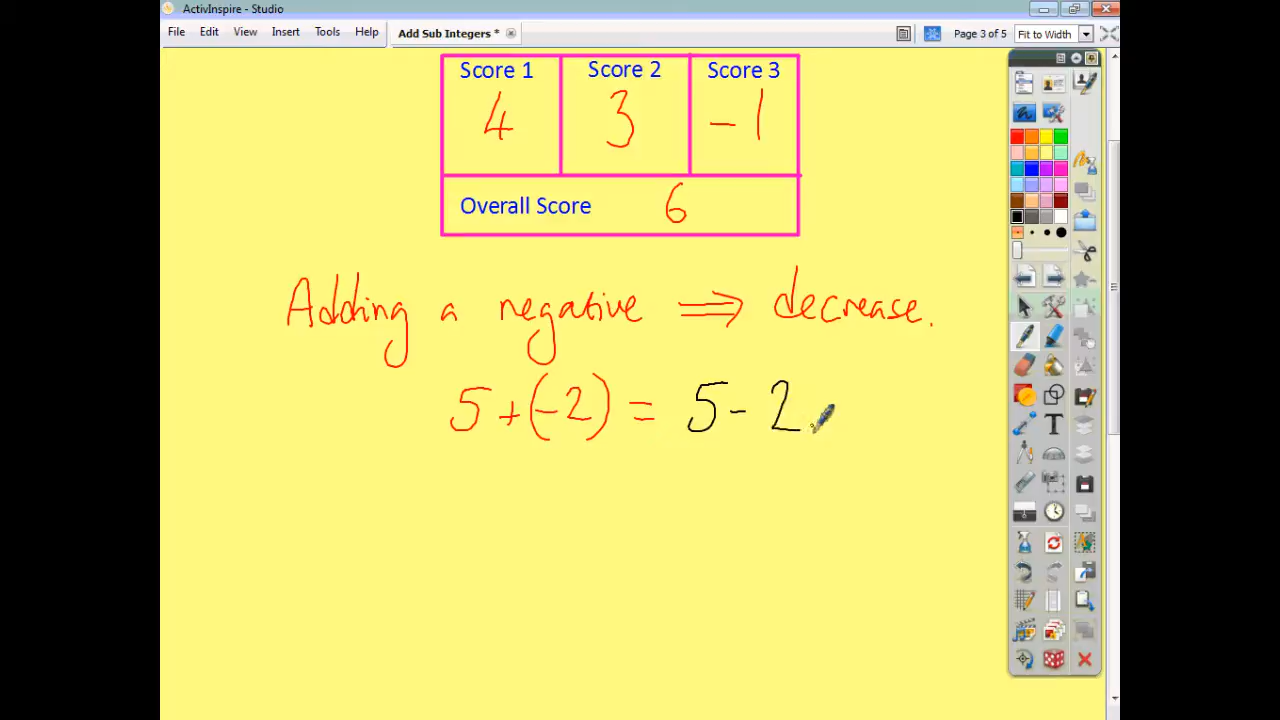 ActivInspire - Studio
File Edit View Insert Tools Help Add Sub Integers * Page 3 of 5 Fit to Width
Score 1 Score 2 Score 3
4 3 -1
Overall Score 6
Adding a negative ⇒ decrease.
5+(-2) = 5-2
T